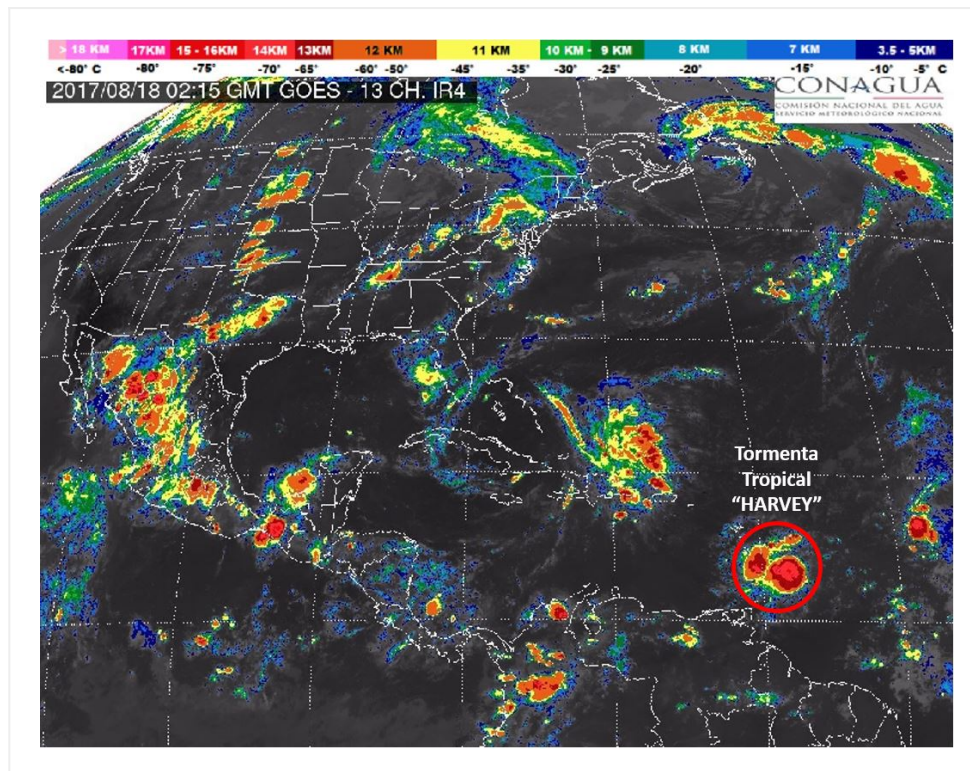 > 18 KM 17KM 15 - 16KM 14KM 13KM 12 KM 11 KM 10 KM - 9 KM 8 KM 7 KM 3.5 - 5KM
<-80° C -80° -75° -70° -65° -60° -50° -45° -35° -30° -25° -20° -15° -10° -5° C
2017/08/18 02:15 GMT GOES - 13 CH. IR4
CONAGUA
COMISIÓN NACIONAL DEL AGUA
SERVICIO METEOROLÓGICO NACIONAL
Tormenta
Tropical
“HARVEY”